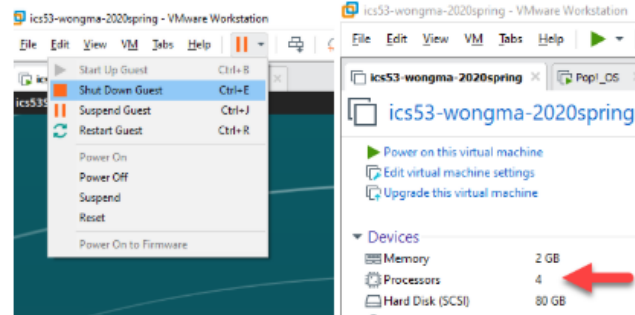 ics53-wongma-2020spring - VMware Workstation
File Edit View VM Tabs Help
Start Up Guest Ctrl+B
Shut Down Guest Ctrl+E
Suspend Guest Ctrl+J
Restart Guest Ctrl+R
Power On
Power Off
Suspend
Reset
Power On to Firmware
ics53-wongma-2020spring - VMware Workstation
File Edit View VM Tabs Help
ics53-wongma-2020spring Pop!_OS
ics53-wongma-2020spring
Power on this virtual machine
Edit virtual machine settings
Upgrade this virtual machine
Devices
Memory 2 GB
Processors 4
Hard Disk (SCSI) 80 GB